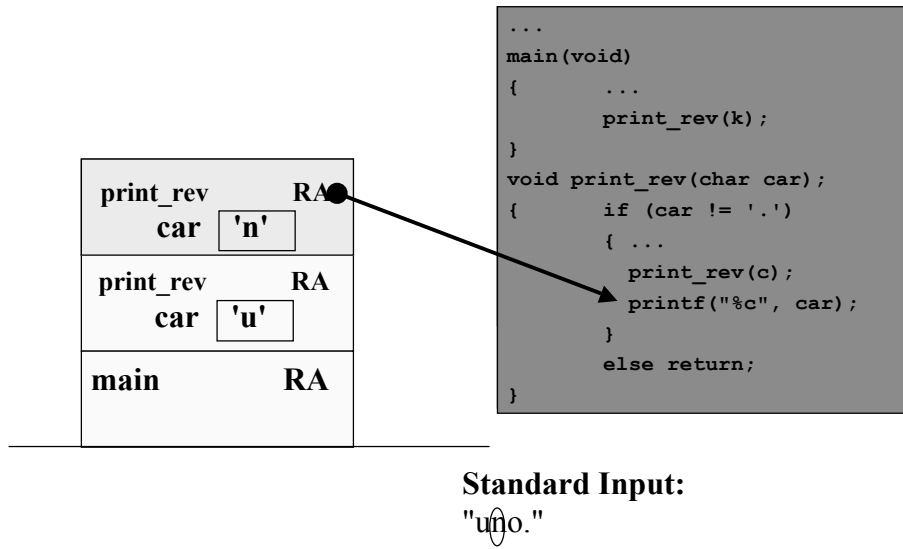 ...
main(void)
{ ...
print_rev(k);
}
void print_rev(char car);
{ if (car != '.')
{ ...
print_rev(c);
printf("%c", car);
}
else return;
}
print_rev RA
car 'n'
print_rev RA
car 'u'
main RA
Standard Input:
"uno."